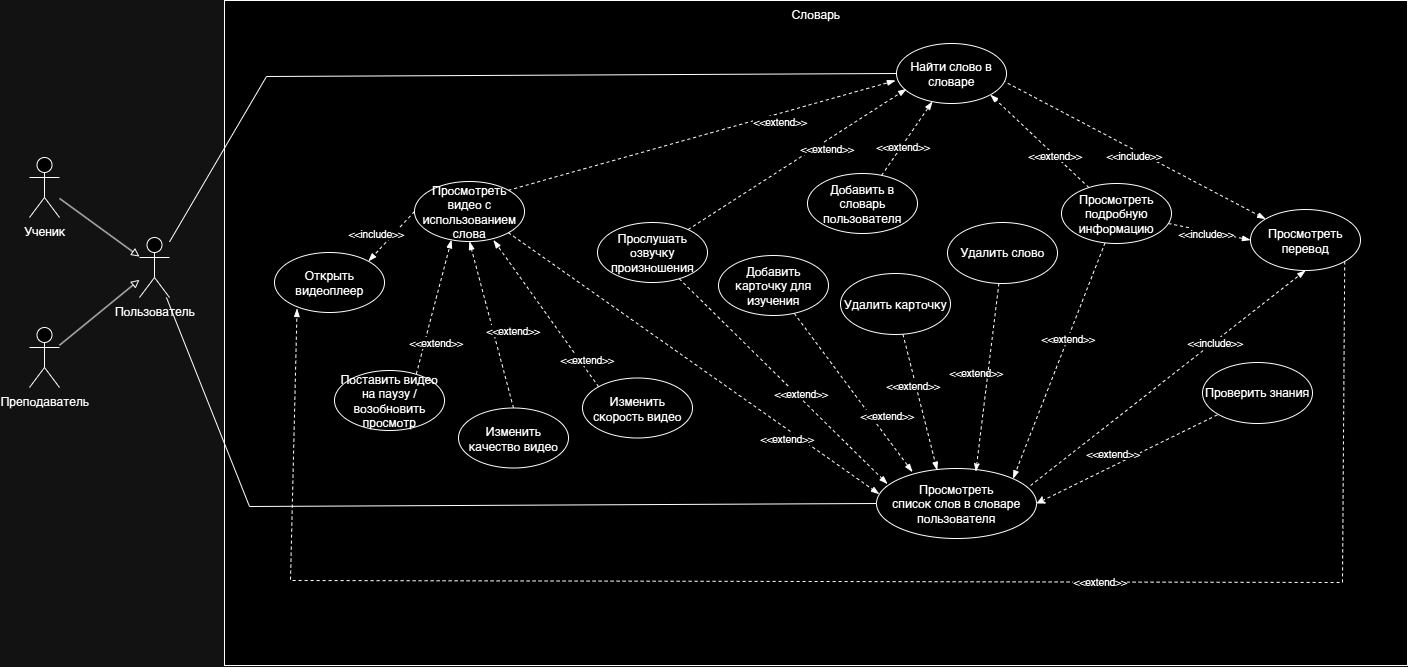 Словарь
Найти слово в
словаре
<<extend>>
<<extend>>
<<extend>>
<<extend>>
<<include>>
Ученик
Просмотреть
видео с
использованием
слова
Добавить в
словарь
пользователя
Просмотреть
подробную
информацию
<<include>>
<<include>>
Просмотреть
перевод
Прослушать
озвучку
произношения
Удалить слово
Открыть
видеоплеер
Добавить
карточку для
изучения
Удалить карточку
Пользователь
<<extend>>
<<extend>>
<<extend>>
<<extend>>
<<include>>
Преподаватель
Поставить видео
на паузу /
возобновить
просмотр
Изменить
качество видео
Изменить
скорость видео
<<extend>>
<<extend>>
<<extend>>
<<extend>>
<<extend>>
Проверить знания
<<extend>>
<<extend>>
Просмотреть
список слов в словаре
пользователя
<<extend>>